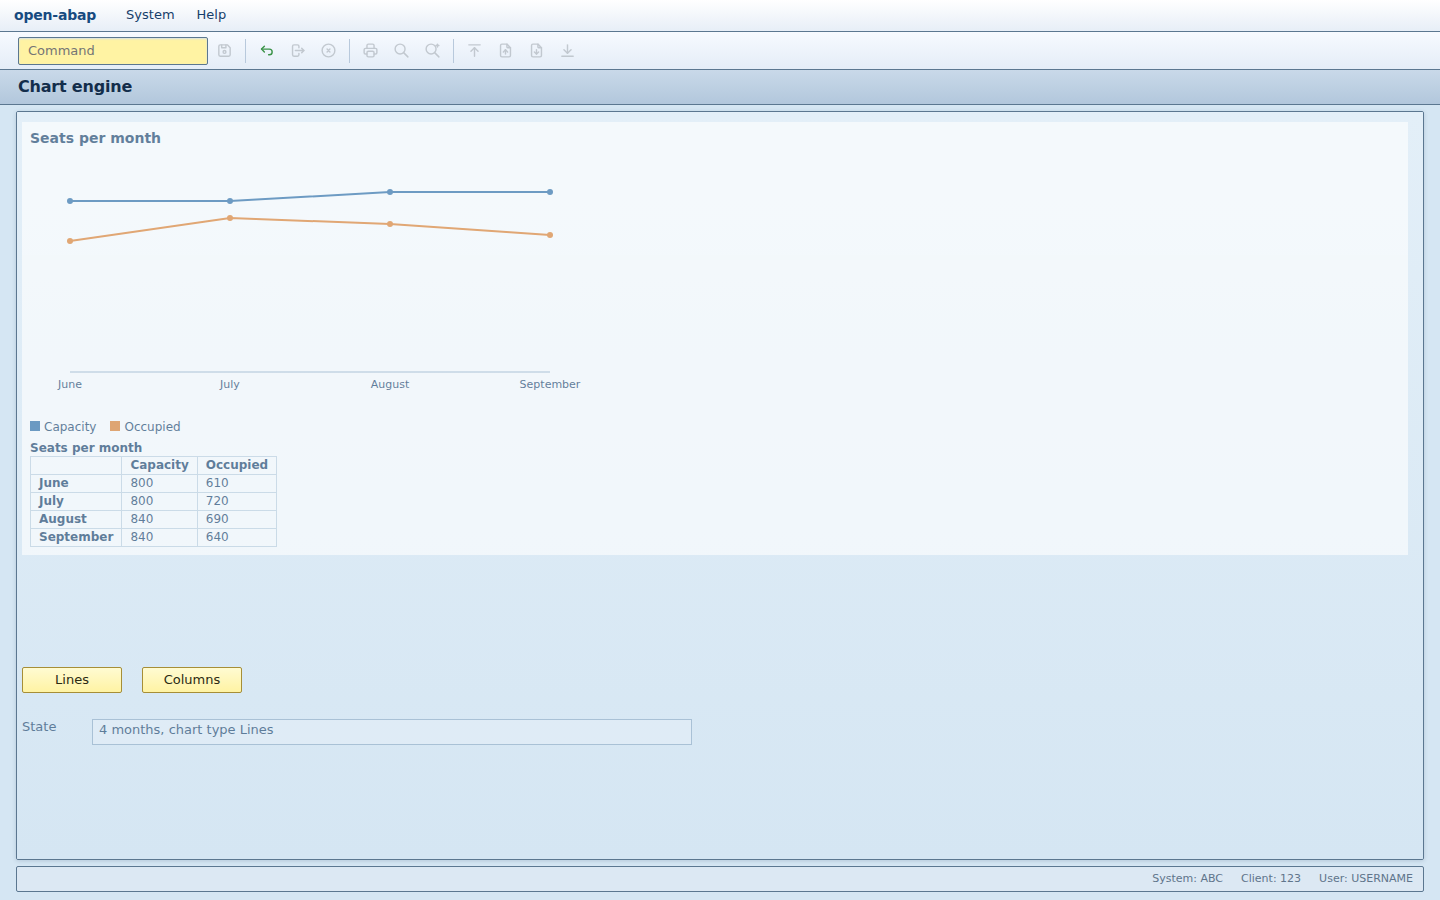 open-abap System Help
Command
Chart engine
Seats per month
June July August September
Capacity Occupied
Seats per month
Capacity Occupied
June 800 610
July 800 720
August 840 690
September 840 640
Lines Columns
State 4 months, chart type Lines
System: ABC Client: 123 User: USERNAME